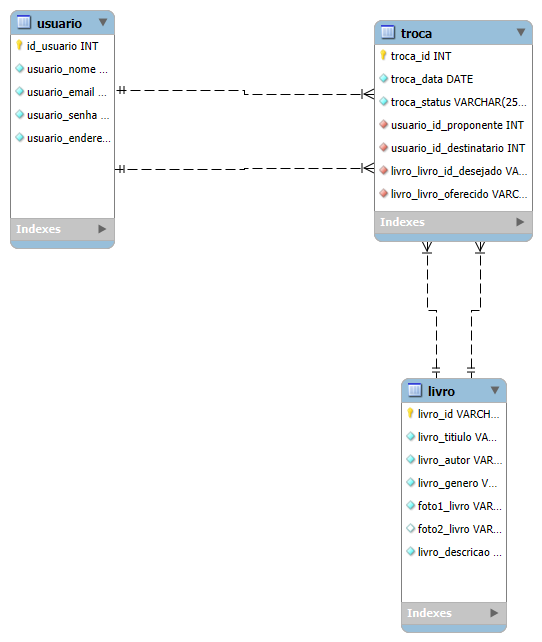 usuario
id_usuario INT
usuario_nome ...
usuario_email ...
usuario_senha ...
usuario_endere...
Indexes
troca
troca_id INT
troca_data DATE
troca_status VARCHAR(25...
usuario_id_proponente INT
usuario_id_destinatario INT
livro_livro_id_desejado VA...
livro_livro_oferecido VARC...
Indexes
livro
livro_id VARCH...
livro_titiulo VA...
livro_autor VAR...
livro_genero V...
foto1_livro VAR...
foto2_livro VAR...
livro_descricao ...
Indexes